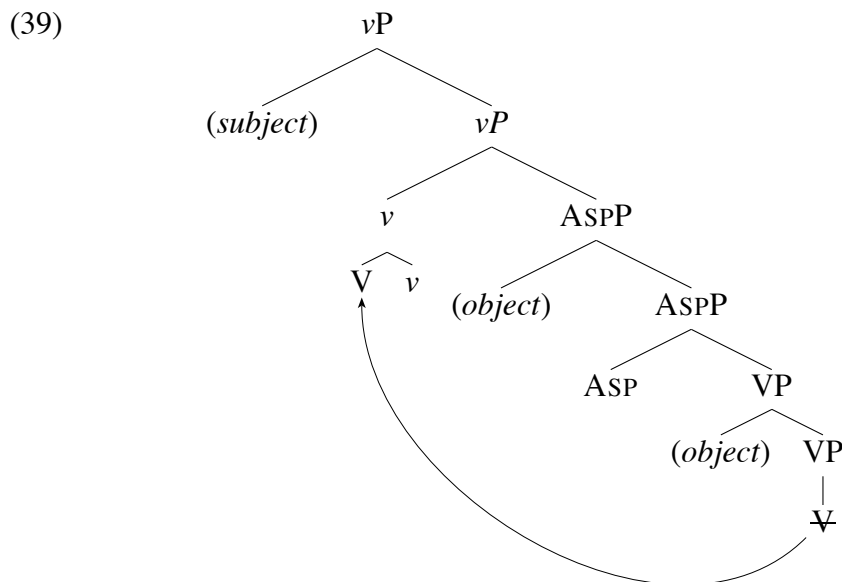 (39)
vP
(subject) vP
v AspP
V v (object) AspP
Asp VP
(object) VP
V